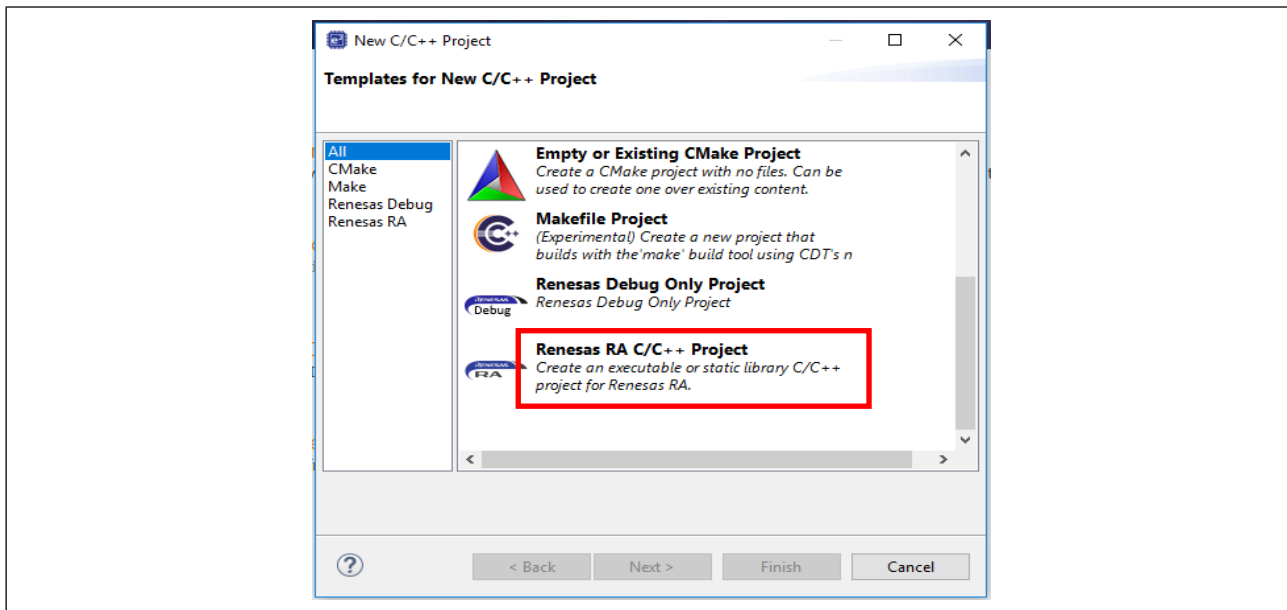 New C/C++ Project
Templates for New C/C++ Project
All
CMake
Make
Renesas Debug
Renesas RA
Empty or Existing CMake Project
Create a CMake project with no files. Can be
used to create one over existing content.
Makefile Project
(Experimental) Create a new project that
builds with the'make' build tool using CDT's n
Renesas Debug Only Project
Renesas Debug Only Project
RENESAS
Debug
Renesas RA C/C++ Project
Create an executable or static library C/C++
project for Renesas RA.
RENESAS
RA
< Back
Next >
Finish
Cancel